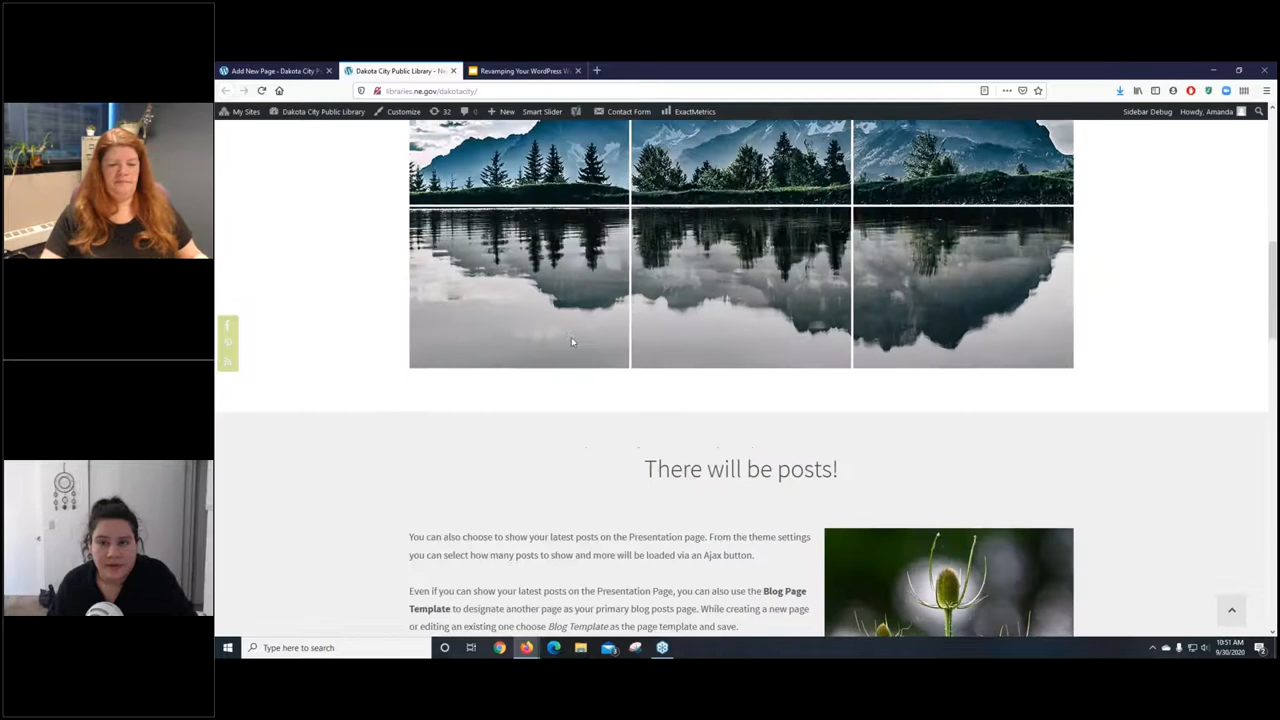 Add New Page - Dakota City Pu
Dakota City Public Library - Ne
Revamping Your WordPress W
libraries.ne.gov/dakotacity/
My Sites Dakota City Public Library Customize 32 New Smart Slider Contact Form ExactMetrics Sidebar Debug Howdy, Amanda
There will be posts!
You can also choose to show your latest posts on the Presentation page. From the theme settings
you can select how many posts to show and more will be loaded via an Ajax button.
Even if you can show your latest posts on the Presentation Page, you can also use the Blog Page
Template to designate another page as your primary blog posts page. While creating a new page
or editing an existing one choose Blog Template as the page template and save.
Type here to search
10:51 AM
9/30/2020